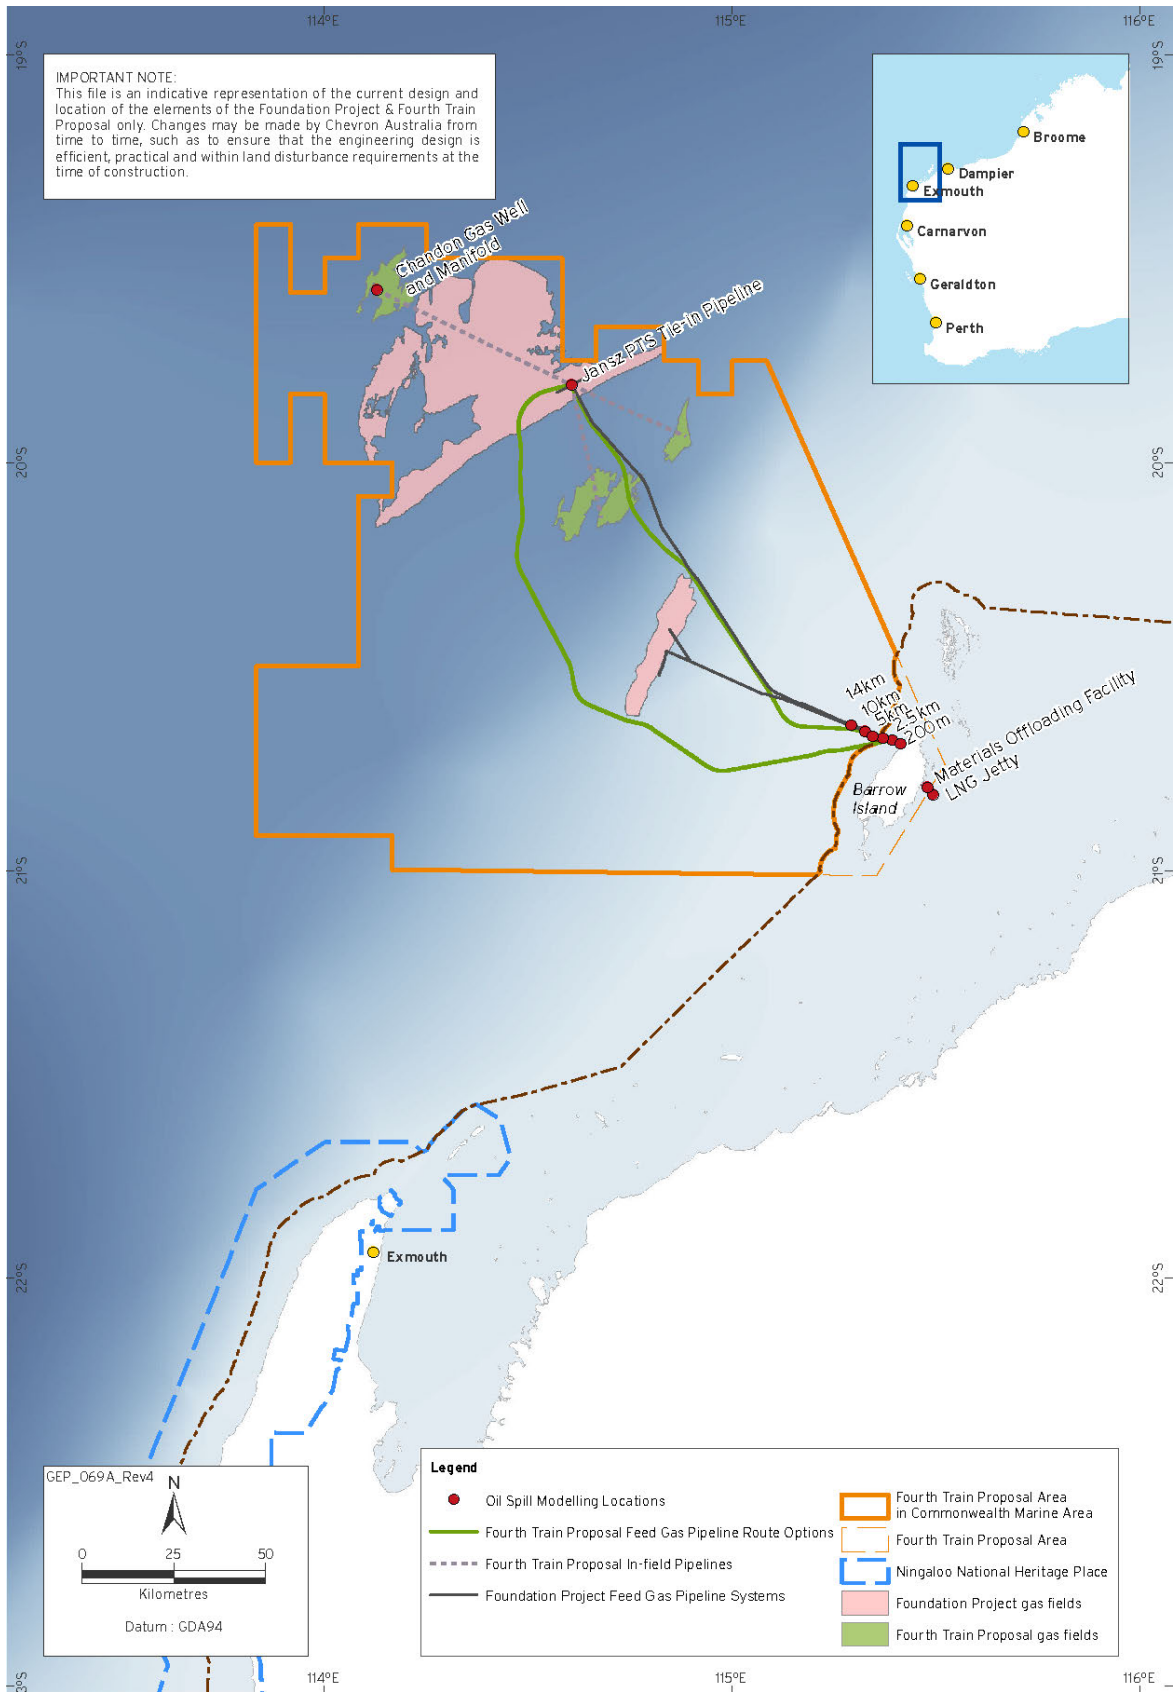 114°E
115°E
116°E
19°S
19°S
IMPORTANT NOTE:
This file is an indicative representation of the current design and
location of the elements of the Foundation Project & Fourth Train
Proposal only. Changes may be made by Chevron Australia from
time to time, such as to ensure that the engineering design is
efficient, practical and within land disturbance requirements at the
time of construction.
Broome
Dampier
Exmouth
Carnarvon
Geraldton
Perth
Chandon Gas Well
and Manifold
Jansz PTS Tie-in Pipeline
20°S
20°S
14km
10km
5km
2.5km
200m
Materials Offloading Facility
LNG Jetty
Barrow
Island
21°S
21°S
Exmouth
22°S
22°S
GEP_069A_Rev4
N
0
25
50
Kilometres
Datum : GDA94
Legend
Oil Spill Modelling Locations
Fourth Train Proposal Feed Gas Pipeline Route Options
Fourth Train Proposal In-field Pipelines
Foundation Project Feed Gas Pipeline Systems
Fourth Train Proposal Area
in Commonwealth Marine Area
Fourth Train Proposal Area
Ningaloo National Heritage Place
Foundation Project gas fields
Fourth Train Proposal gas fields
3°S
3°S
114°E
115°E
116°E